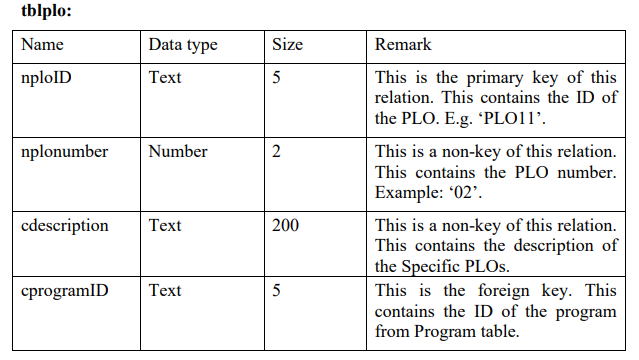 tblplo:
Name Data type Size Remark
nploID Text 5 This is the primary key of this
relation. This contains the ID of
the PLO. E.g. ‘PLO11’.
nplonumber Number 2 This is a non-key of this relation.
This contains the PLO number.
Example: ‘02’.
cdescription Text 200 This is a non-key of this relation.
This contains the description of
the Specific PLOs.
cprogramID Text 5 This is the foreign key. This
contains the ID of the program
from Program table.